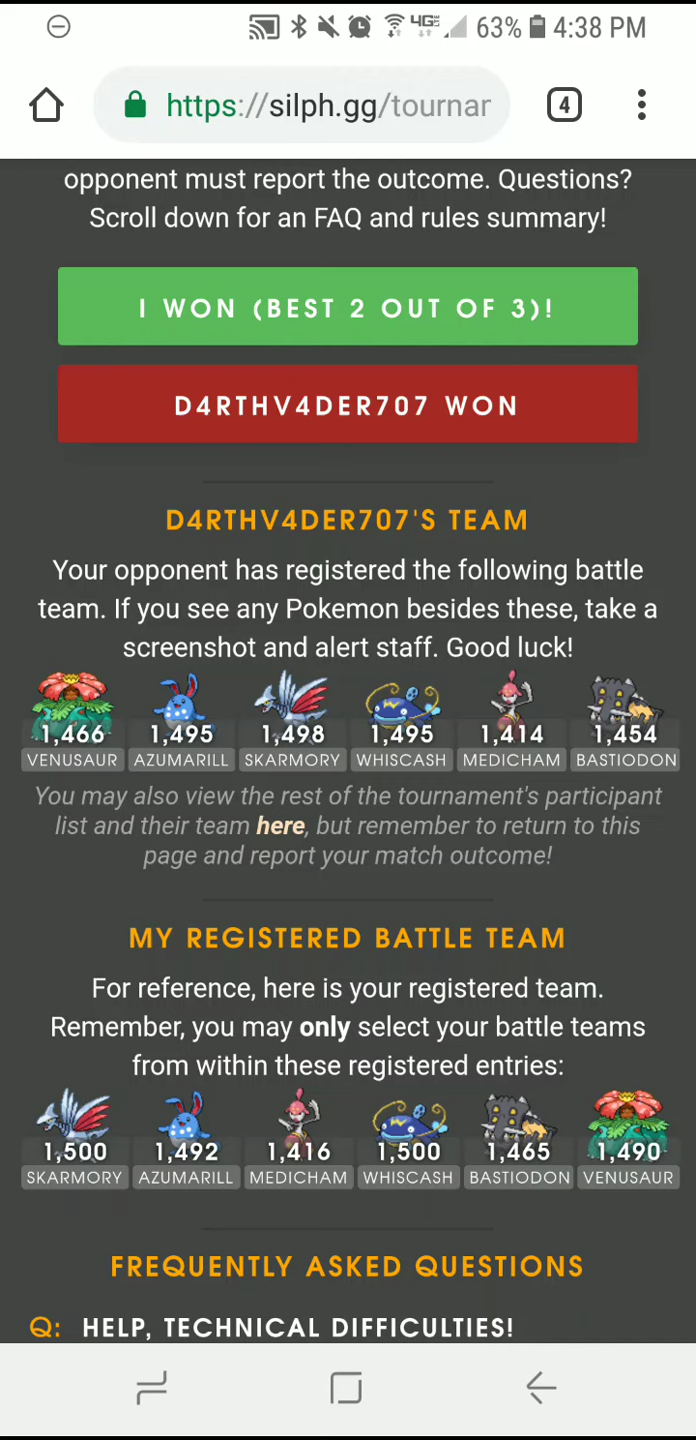 63% 4:38 PM
https://silph.gg/tournar
4
opponent must report the outcome. Questions?
Scroll down for an FAQ and rules summary!
I WON (BEST 2 OUT OF 3)!
D4RTHV4DER707 WON
D4RTHV4DER707'S TEAM
Your opponent has registered the following battle
team. If you see any Pokemon besides these, take a
screenshot and alert staff. Good luck!
1,466 1,495 1,498 1,495 1,414 1,454
VENUSAUR AZUMARILL SKARMORY WHISCASH MEDICHAM BASTIODON
You may also view the rest of the tournament's participant
list and their team here, but remember to return to this
page and report your match outcome!
MY REGISTERED BATTLE TEAM
For reference, here is your registered team.
Remember, you may only select your battle teams
from within these registered entries:
1,500 1,492 1,416 1,500 1,465 1,490
SKARMORY AZUMARILL MEDICHAM WHISCASH BASTIODON VENUSAUR
FREQUENTLY ASKED QUESTIONS
Q: HELP, TECHNICAL DIFFICULTIES!